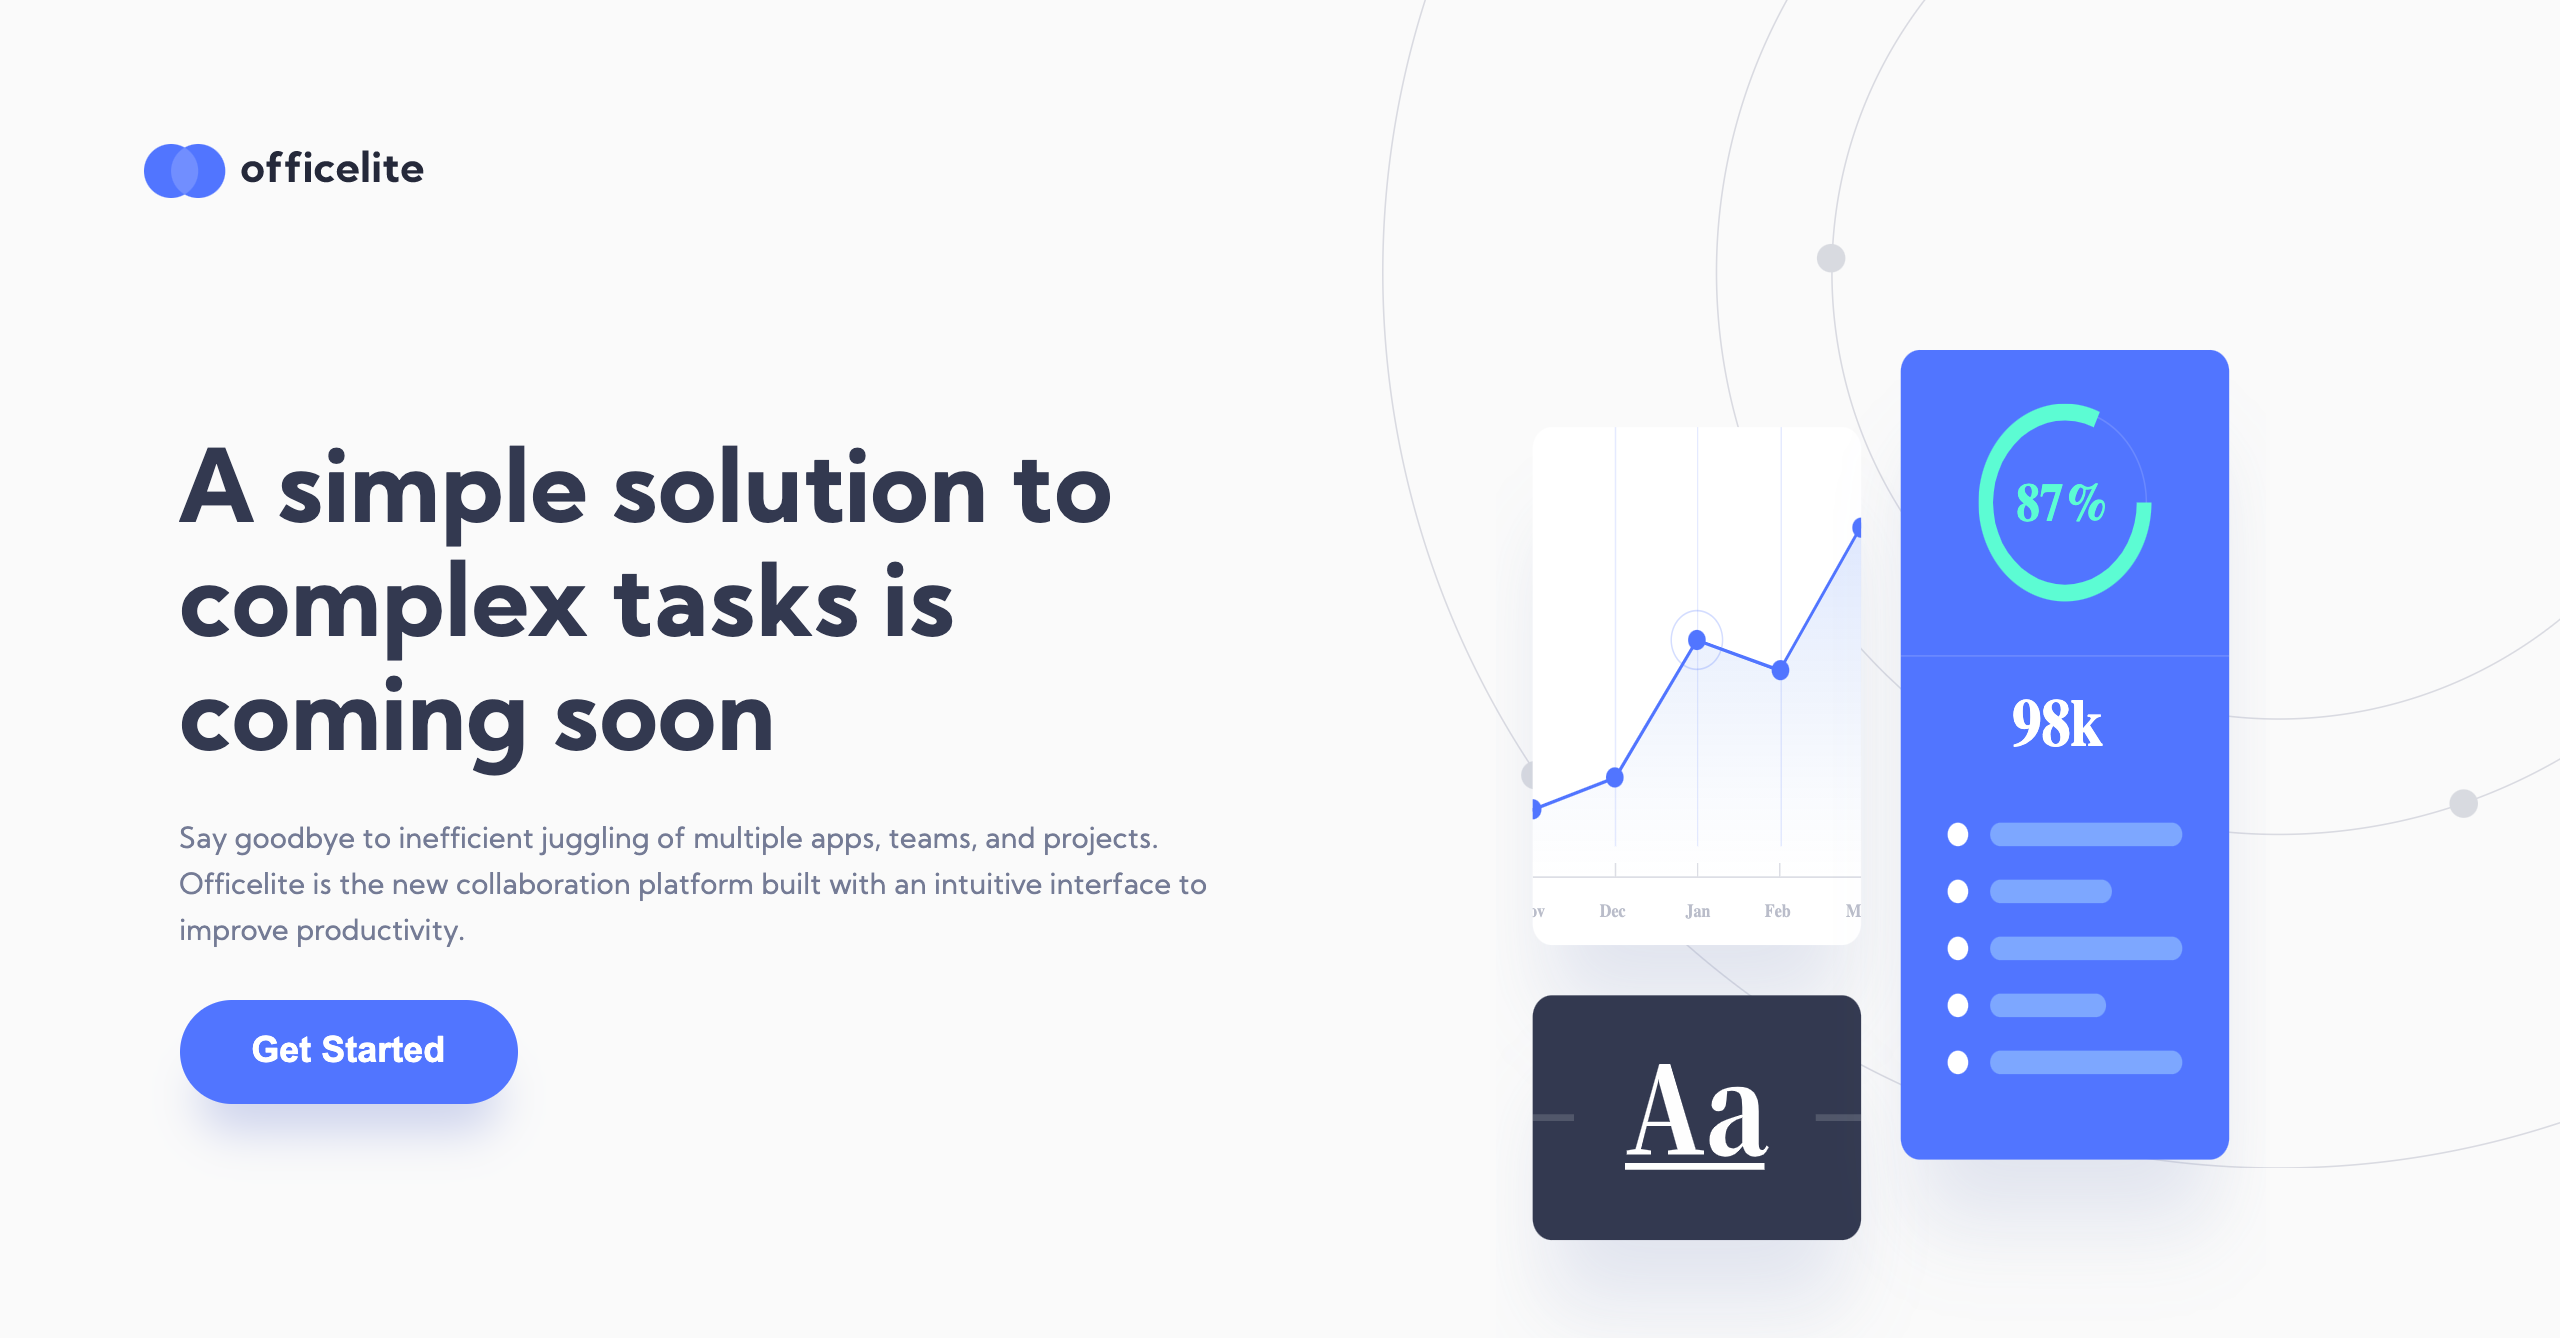 officelite
A simple solution to
complex tasks is
coming soon
Say goodbye to inefficient juggling of multiple apps, teams, and projects.
Officelite is the new collaboration platform built with an intuitive interface to
improve productivity.
Get Started
ov Dec Jan Feb M
Aa
87%
98k